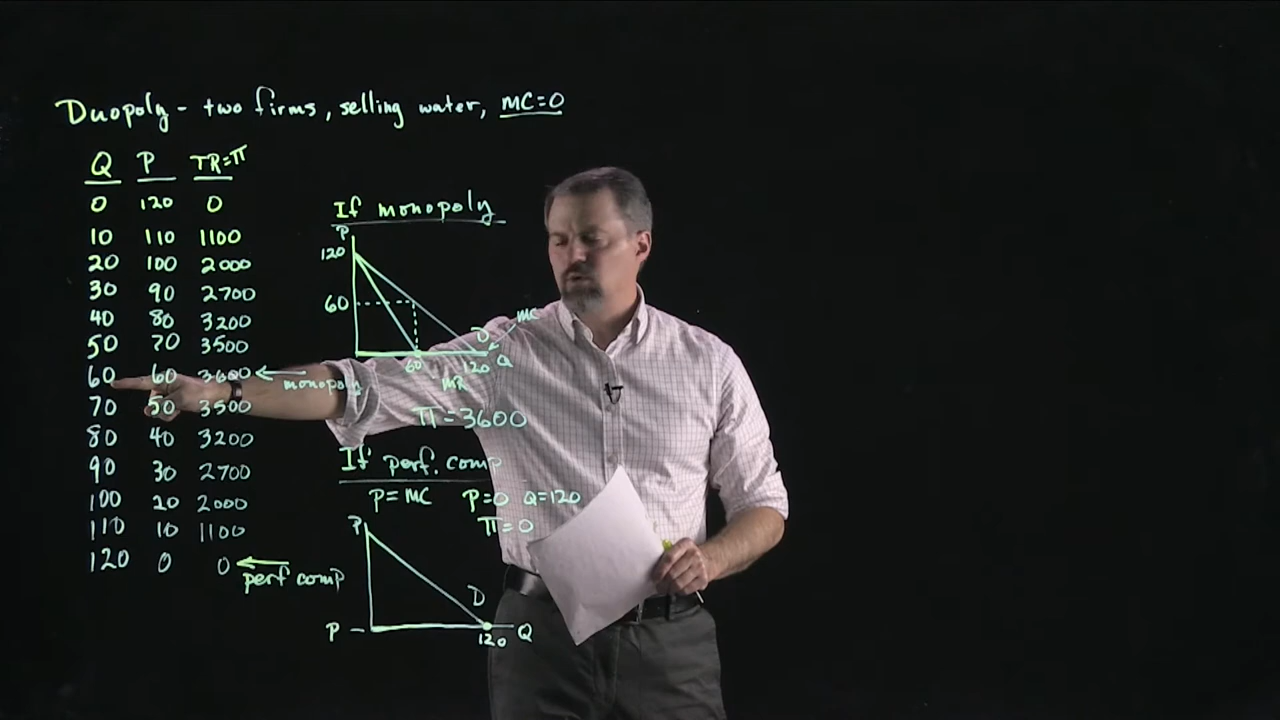 Duopoly - two firms, selling water, MC=0
Q P TR=π
0 120 0
10 110 1100
20 100 2000
30 90 2700
40 80 3200
50 70 3500
60 60 3600 ← monopoly
70 50 3500
80 40 3200
90 30 2700
100 20 2000
110 10 1100
120 0 0 ← perf comp
If monopoly
P
120
60
D
MC
60 120 Q
MR
π=3600
If perf. comp
P=MC P=0 Q=120
π=0
P
D
P
120 Q